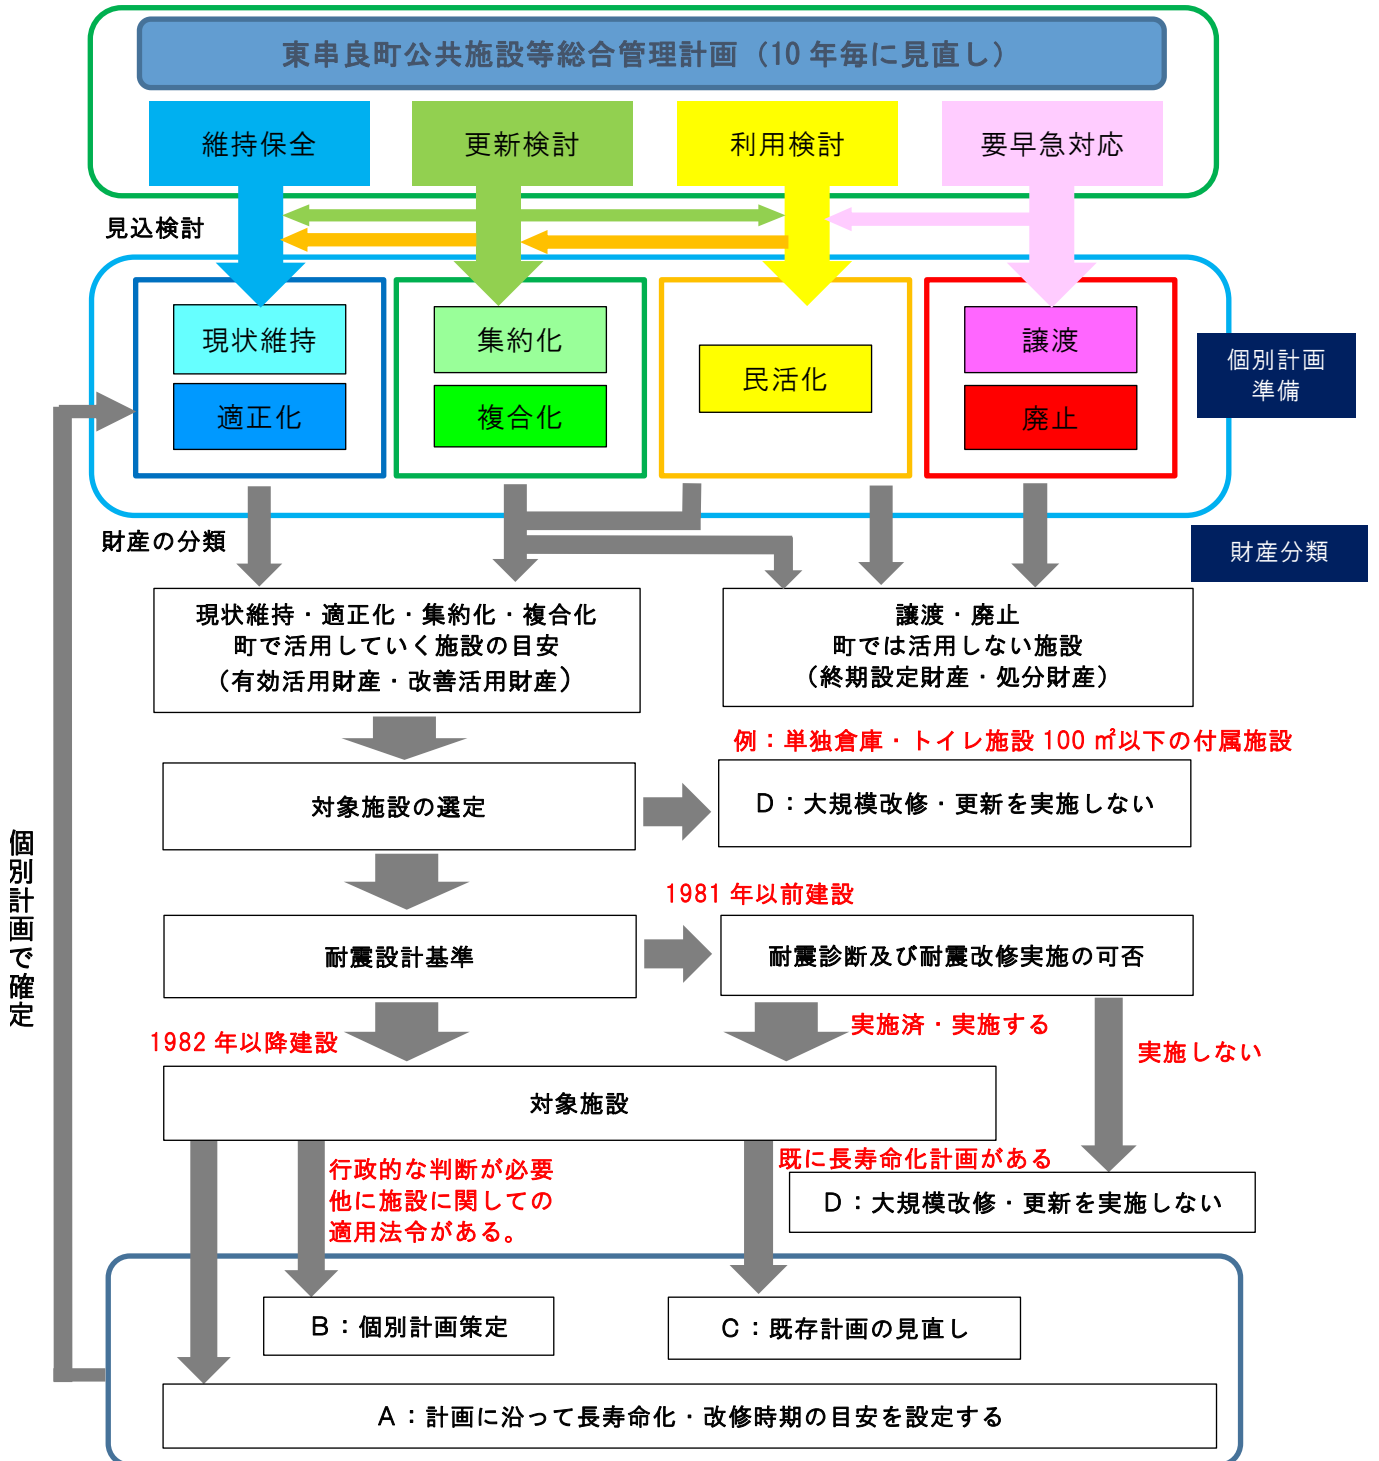 東串良町公共施設等総合管理計画（10年毎に見直し）
維持保全
更新検討
利用検討
要早急対応
見込検討
現状維持
適正化
集約化
複合化
民活化
譲渡
廃止
個別計画
準備
財産の分類
財産分類
現状維持・適正化・集約化・複合化
町で活用していく施設の目安
（有効活用財産・改善活用財産）
譲渡・廃止
町では活用しない施設
（終期設定財産・処分財産）
例：単独倉庫・トイレ施設100㎡以下の付属施設
対象施設の選定
D：大規模改修・更新を実施しない
1981年以前建設
耐震設計基準
耐震診断及び耐震改修実施の可否
1982年以降建設
実施済・実施する
実施しない
対象施設
行政的な判断が必要
他に施設に関しての
適用法令がある。
既に長寿命化計画がある
D：大規模改修・更新を実施しない
B：個別計画策定
C：既存計画の見直し
A：計画に沿って長寿命化・改修時期の目安を設定する
個別計画で確定